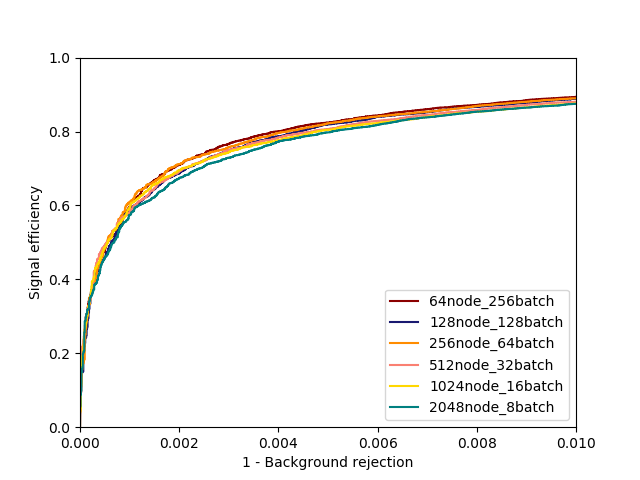 1.0
0.8
0.6
0.4
0.2
0.0
Signal efficiency
64node_256batch
128node_128batch
256node_64batch
512node_32batch
1024node_16batch
2048node_8batch
0.000 0.002 0.004 0.006 0.008 0.010
1 - Background rejection